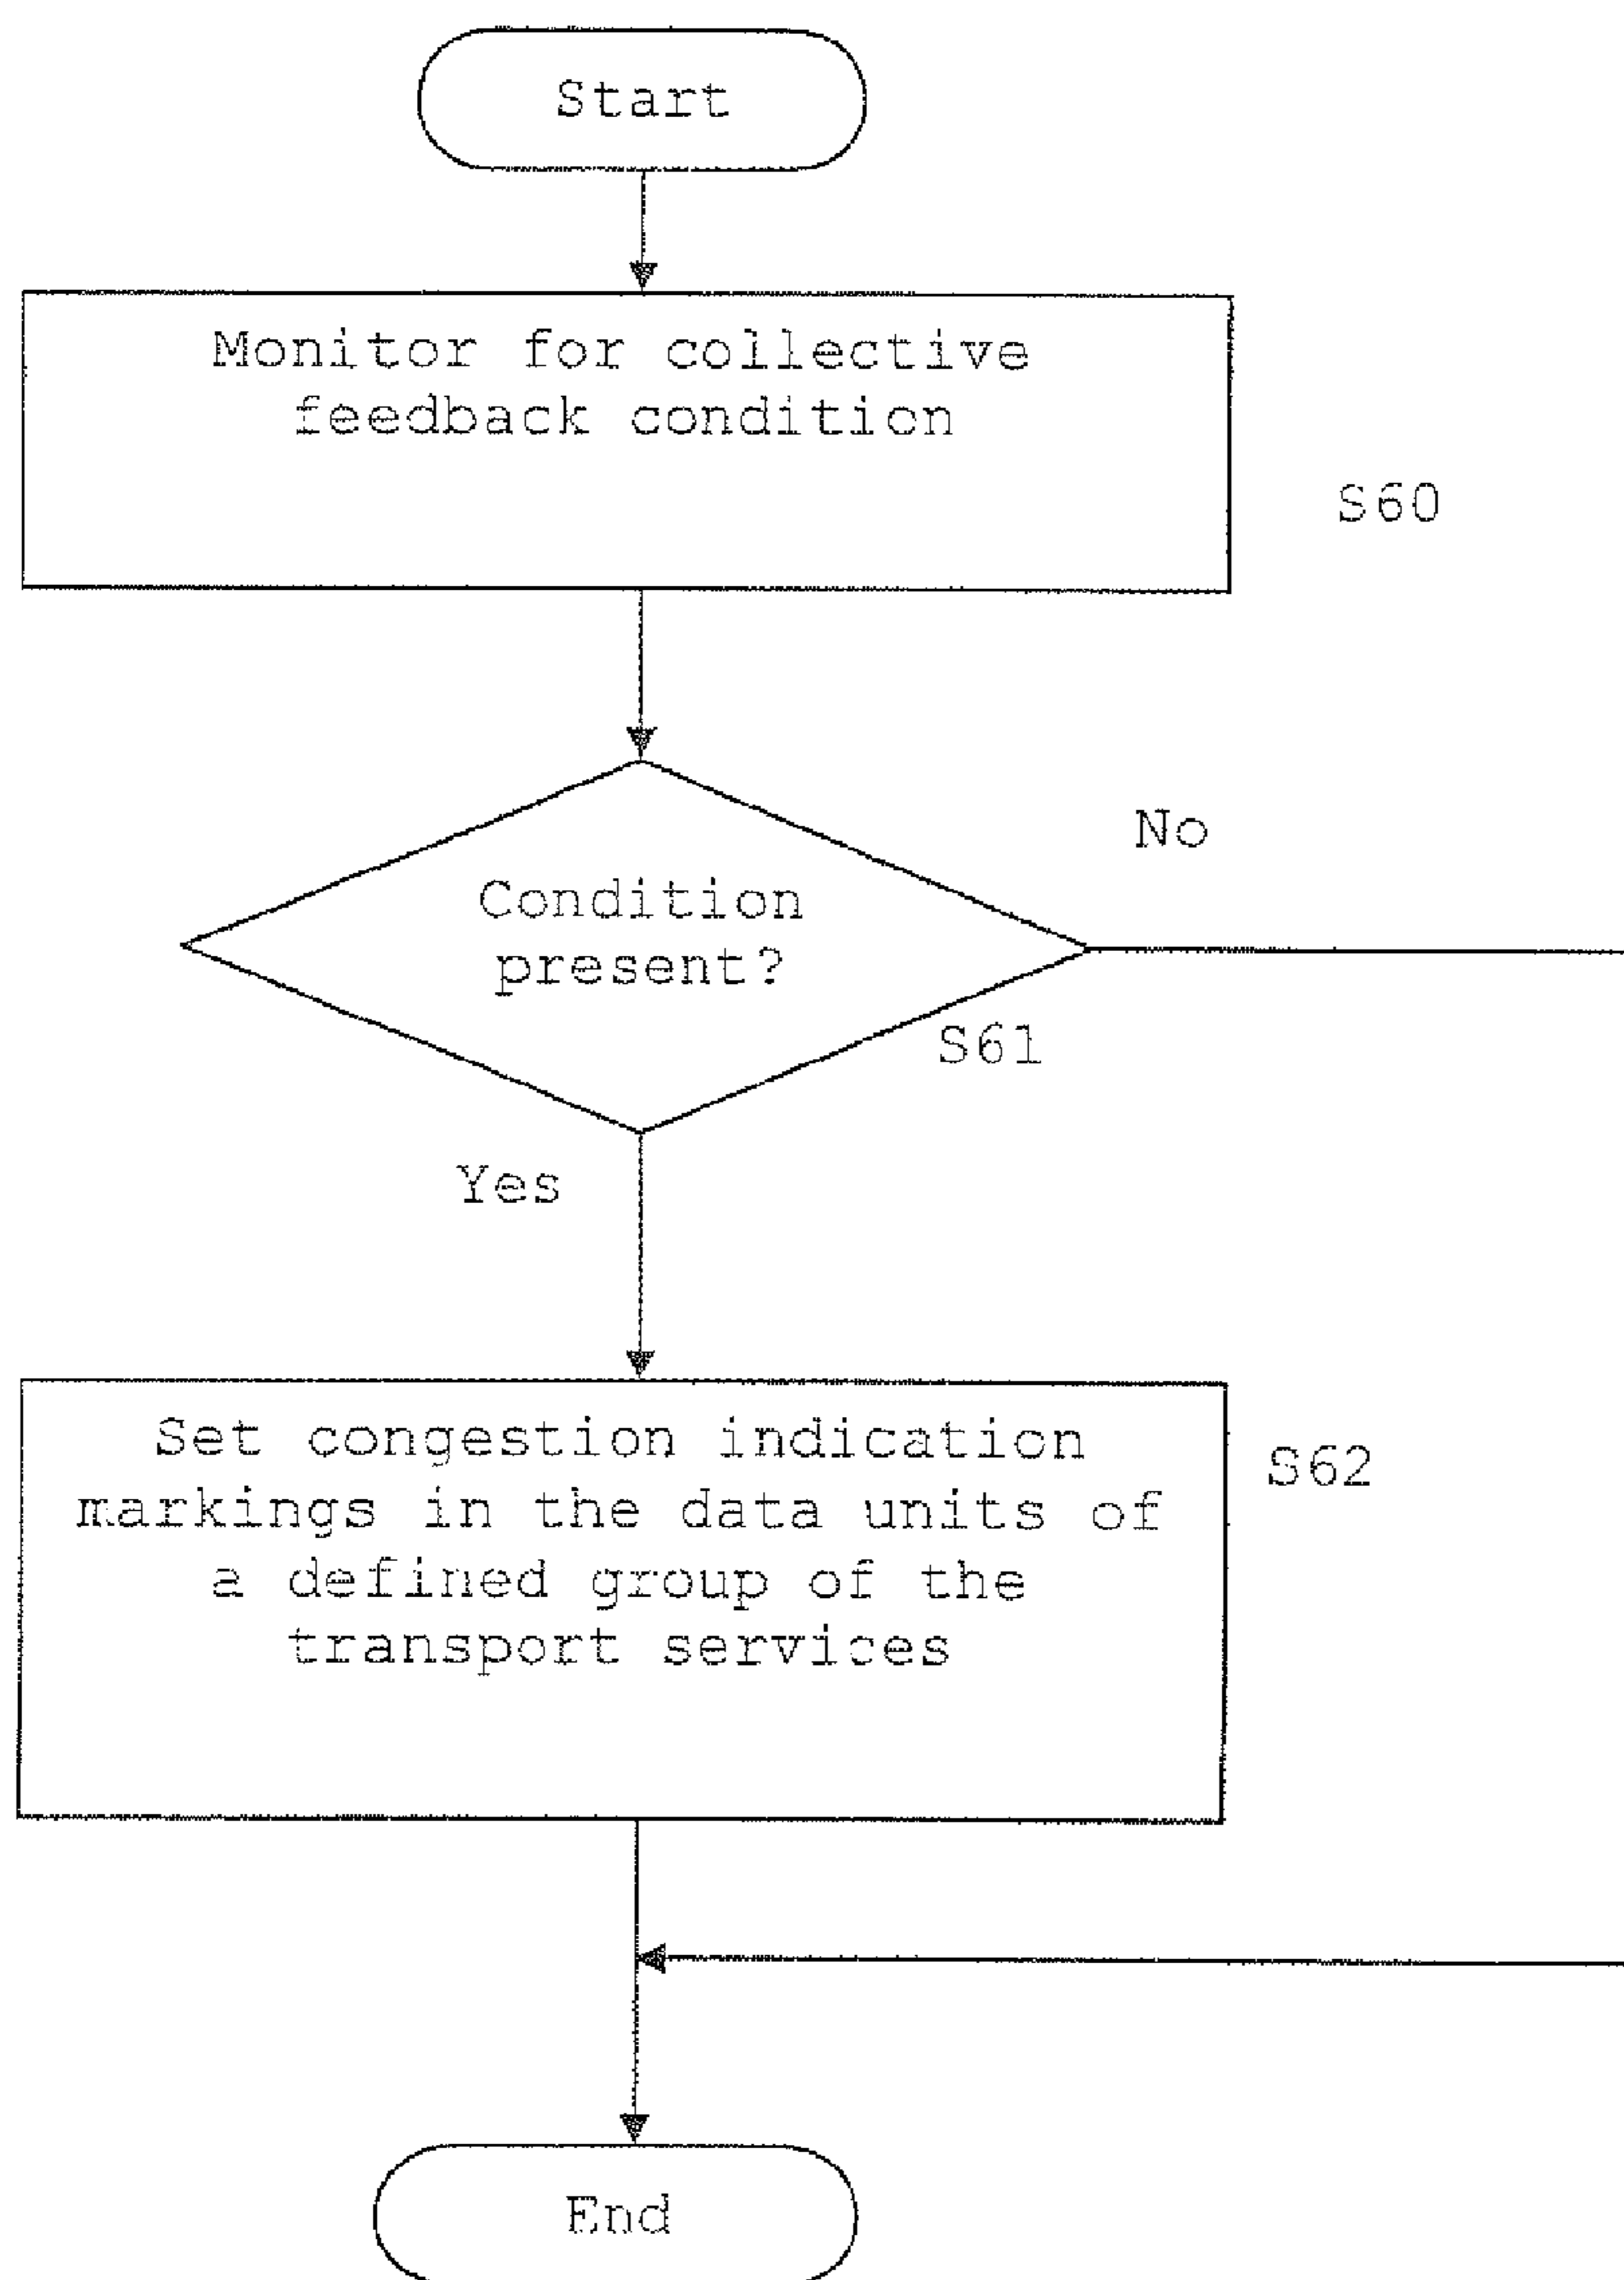 Start
Monitor for collective
feedback condition
S60
No
Condition
present?
S61
Yes
Set congestion indication
markings in the data units of
a defined group of the
transport services
S62
End